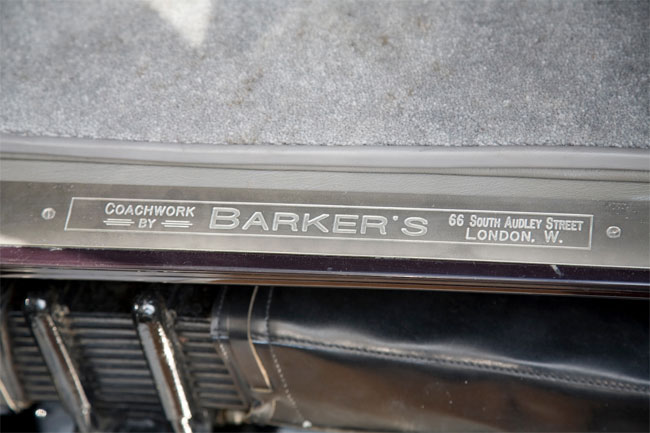 COACHWORK
BY
BARKER'S
66 SOUTH AUDLEY STREET
LONDON. W.